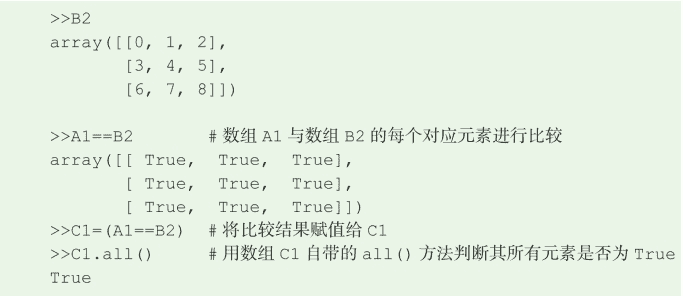 >>B2
array([[0, 1, 2],
       [3, 4, 5],
       [6, 7, 8]])

>>A1==B2        #数组 A1 与数组 B2 的每个对应元素进行比较
array([[ True,  True,  True],
       [ True,  True,  True],
       [ True,  True,  True]])
>>C1=(A1==B2)  #将比较结果赋值给 C1
>>C1.all()      #用数组 C1 自带的 all() 方法判断其所有元素是否为 True
True